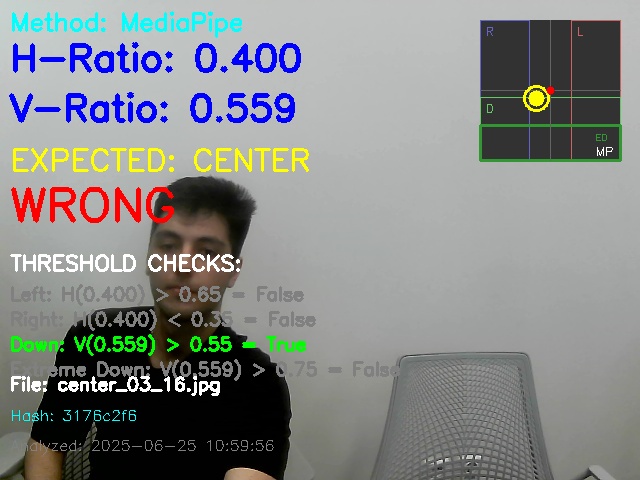 Method: MediaPipe
H-Ratio: 0.400
V-Ratio: 0.559
EXPECTED: CENTER
WRONG
THRESHOLD CHECKS:
Left: H(0.400) > 0.65 = False
Right: H(0.400) < 0.35 = False
Down: V(0.559) > 0.55 = True
Extreme Down: V(0.559) > 0.75 = False
File: center_03_16.jpg
Hash: 3176c2f6
Analyzed: 2025-06-25 10:59:56
R
L
D
ED
MP